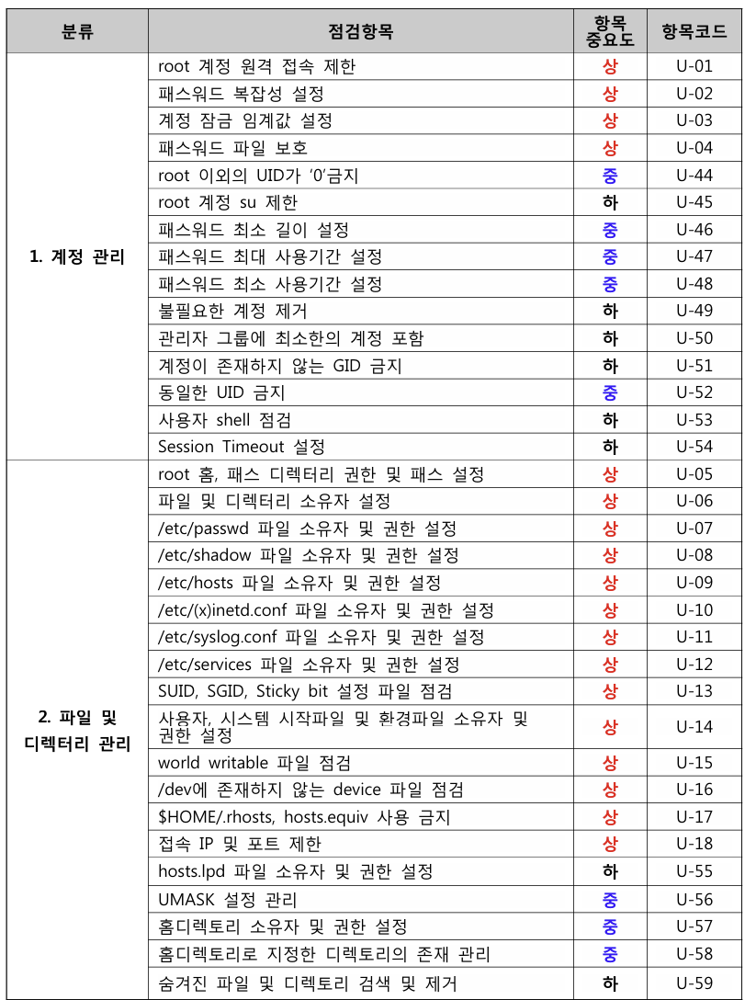 분류 점검항목 항목 중요도 항목코드
1. 계정 관리
root 계정 원격 접속 제한 상 U-01
패스워드 복잡성 설정 상 U-02
계정 잠금 임계값 설정 상 U-03
패스워드 파일 보호 상 U-04
root 이외의 UID가 '0'금지 중 U-44
root 계정 su 제한 하 U-45
패스워드 최소 길이 설정 중 U-46
패스워드 최대 사용기간 설정 중 U-47
패스워드 최소 사용기간 설정 중 U-48
불필요한 계정 제거 하 U-49
관리자 그룹에 최소한의 계정 포함 하 U-50
계정이 존재하지 않는 GID 금지 하 U-51
동일한 UID 금지 중 U-52
사용자 shell 점검 하 U-53
Session Timeout 설정 하 U-54
2. 파일 및
디렉터리 관리
root 홈, 패스 디렉터리 권한 및 패스 설정 상 U-05
파일 및 디렉터리 소유자 설정 상 U-06
/etc/passwd 파일 소유자 및 권한 설정 상 U-07
/etc/shadow 파일 소유자 및 권한 설정 상 U-08
/etc/hosts 파일 소유자 및 권한 설정 상 U-09
/etc/(x)inetd.conf 파일 소유자 및 권한 설정 상 U-10
/etc/syslog.conf 파일 소유자 및 권한 설정 상 U-11
/etc/services 파일 소유자 및 권한 설정 상 U-12
SUID, SGID, Sticky bit 설정 파일 점검 상 U-13
사용자, 시스템 시작파일 및 환경파일 소유자 및
권한 설정 상 U-14
world writable 파일 점검 상 U-15
/dev에 존재하지 않는 device 파일 점검 상 U-16
$HOME/.rhosts, hosts.equiv 사용 금지 상 U-17
접속 IP 및 포트 제한 상 U-18
hosts.lpd 파일 소유자 및 권한 설정 하 U-55
UMASK 설정 관리 중 U-56
홈디렉토리 소유자 및 권한 설정 중 U-57
홈디렉토리로 지정한 디렉토리의 존재 관리 중 U-58
숨겨진 파일 및 디렉토리 검색 및 제거 하 U-59